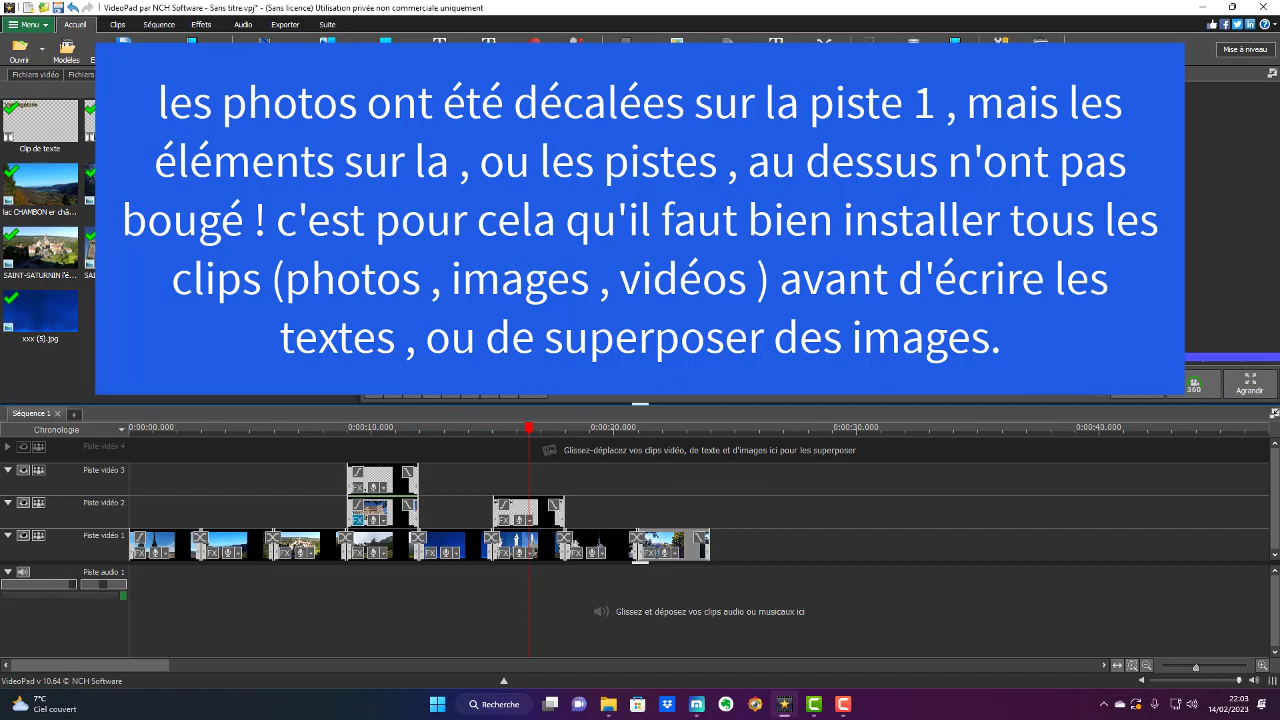 VideoPad par NCH Software - Sans titre.vpj* - (Sans licence) Utilisation privée non commerciale uniquement
Menu Accueil Clips Séquence Effets Audio Exporter Suite
Ouvrir Modèles Mise à niveau
Fichiers vidéo Fichiers
les photos ont été décalées sur la piste 1 , mais les
éléments sur la , ou les pistes , au dessus n'ont pas
bougé ! c'est pour cela qu'il faut bien installer tous les
clips (photos , images , vidéos ) avant d'écrire les
textes , ou de superposer des images.
Clip de texte
lac CHAMBON er châ...
SAINT-SATURNIN l'é...
xxx (5).jpg
360 Agrandir
Séquence 1
Chronologie 0:00:00.000 0:00:10.000 0:00:20.000 0:00:30.000 0:00:40.000
Piste vidéo 4 Glissez-déplacez vos clips vidéo, de texte et d'images ici pour les superposer
Piste vidéo 3
Piste vidéo 2
Piste vidéo 1
Piste audio 1
Glissez et déposez vos clips audio ou musicaux ici
VideoPad v 10.64 © NCH Software
7°C
Ciel couvert
Recherche
22:03
14/02/2023